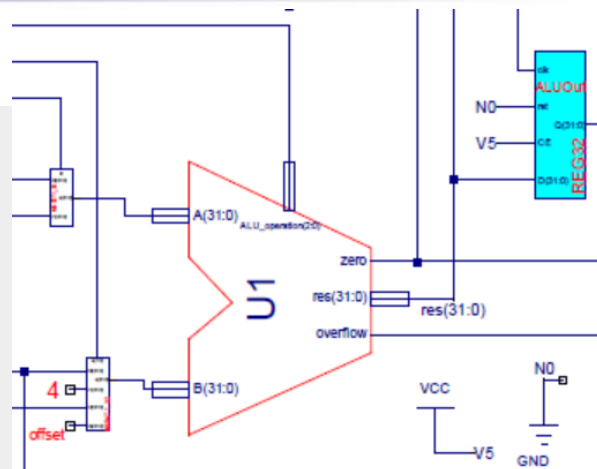 clk
ALUOut
N0
Q(31:0)
V5
CE
REG32
D(31:0)
A(31:0)
ALU_operation(2:0)
zero
U1
res(31:0)
res(31:0)
overflow
B(31:0)
4
offset
VCC
N0
V5
GND